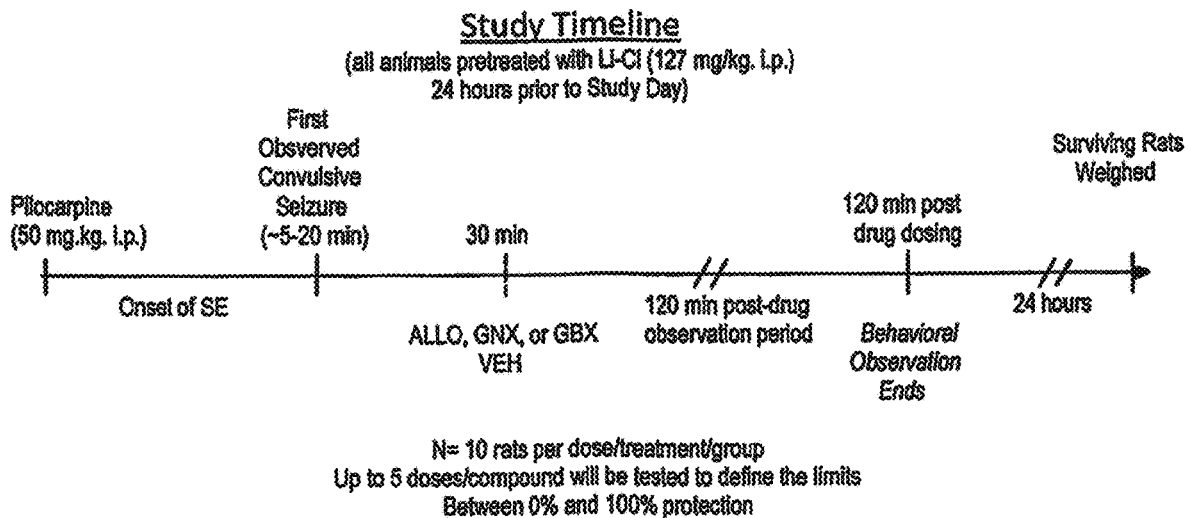 Study Timeline
(all animals pretreated with Li-Cl (127 mg/kg. i.p.)
24 hours prior to Study Day)
First
Obsverved
Convulsive
Seizure
(~5-20 min)
Surviving Rats
Weighed
Pilocarpine
(50 mg.kg. i.p.)
30 min
120 min post
drug dosing
Onset of SE
ALLO, GNX, or GBX
VEH
120 min post-drug
observation period
Behavioral
Observation
Ends
24 hours
N= 10 rats per dose/treatment/group
Up to 5 doses/compound will be tested to define the limits
Between 0% and 100% protection